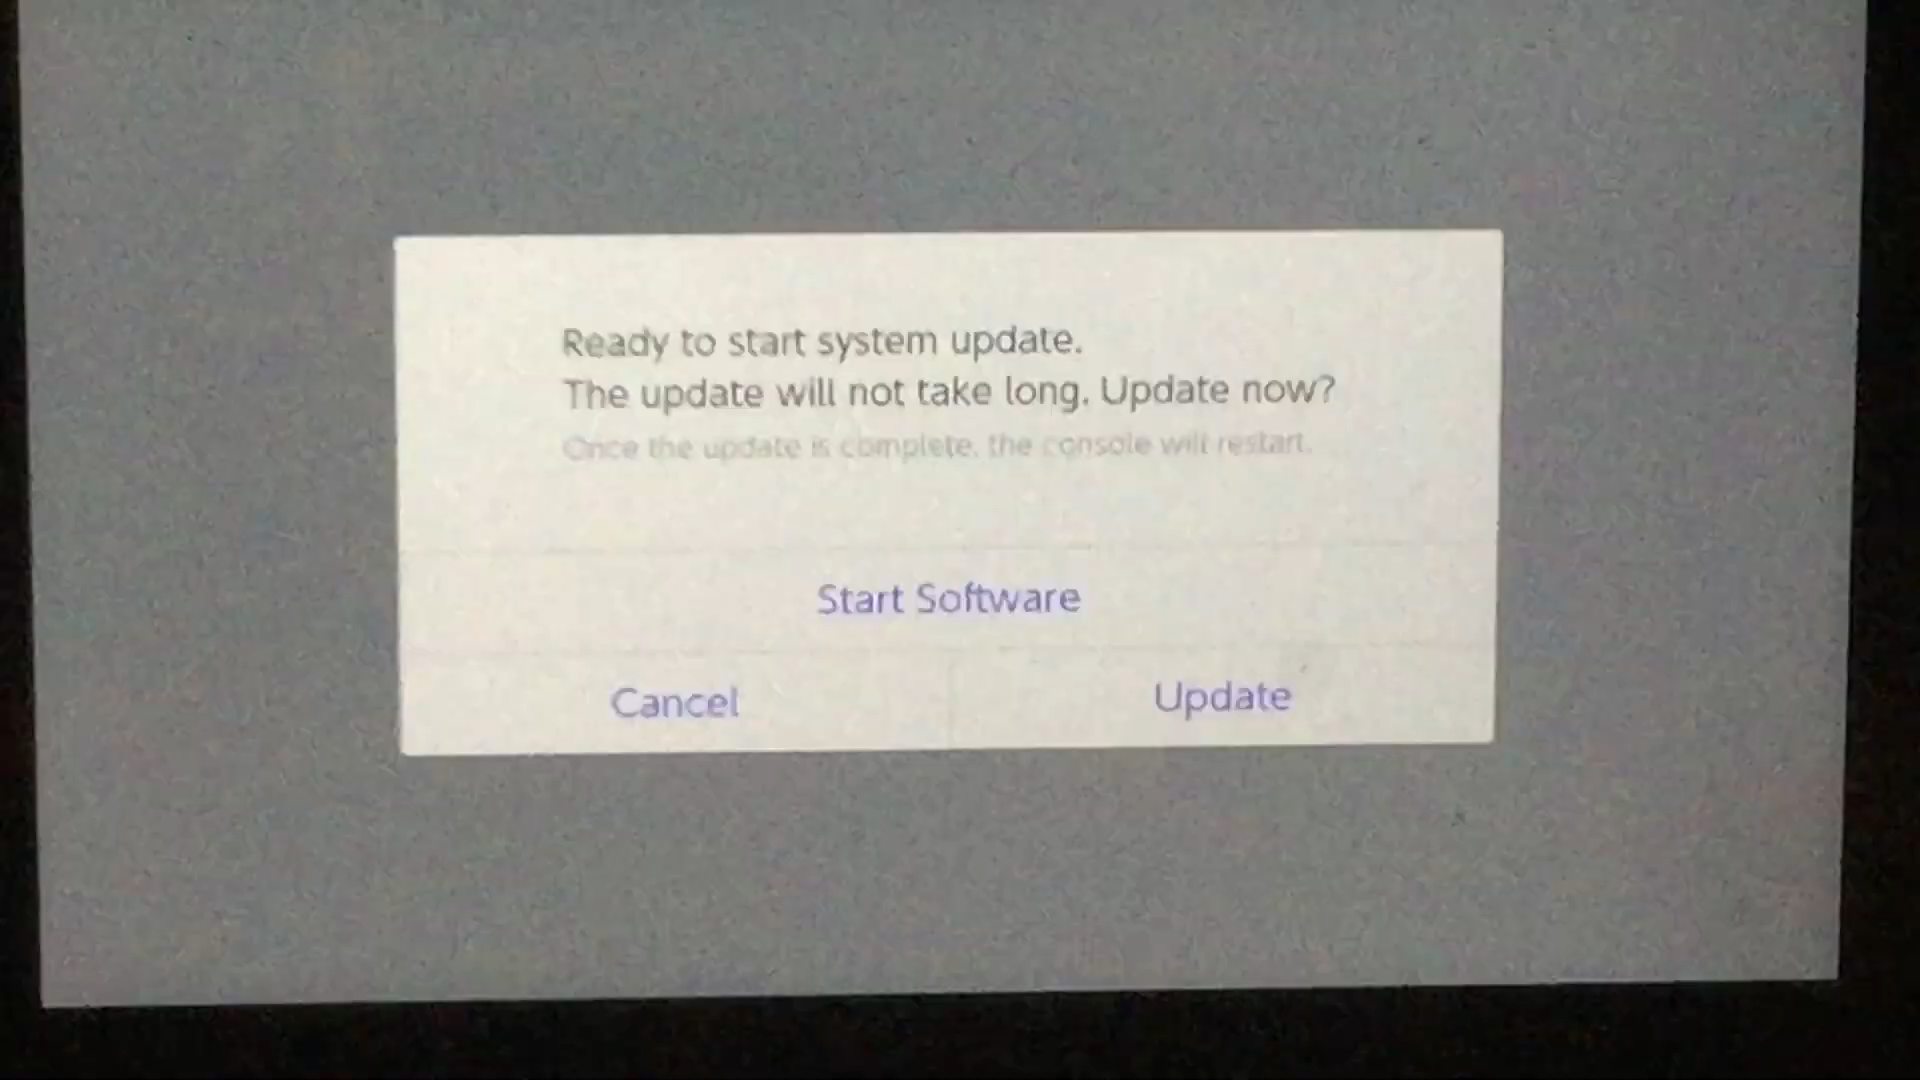 Ready to start system update.
The update will not take long. Update now?
Once the update is complete, the console will restart.
Start Software
Cancel
Update